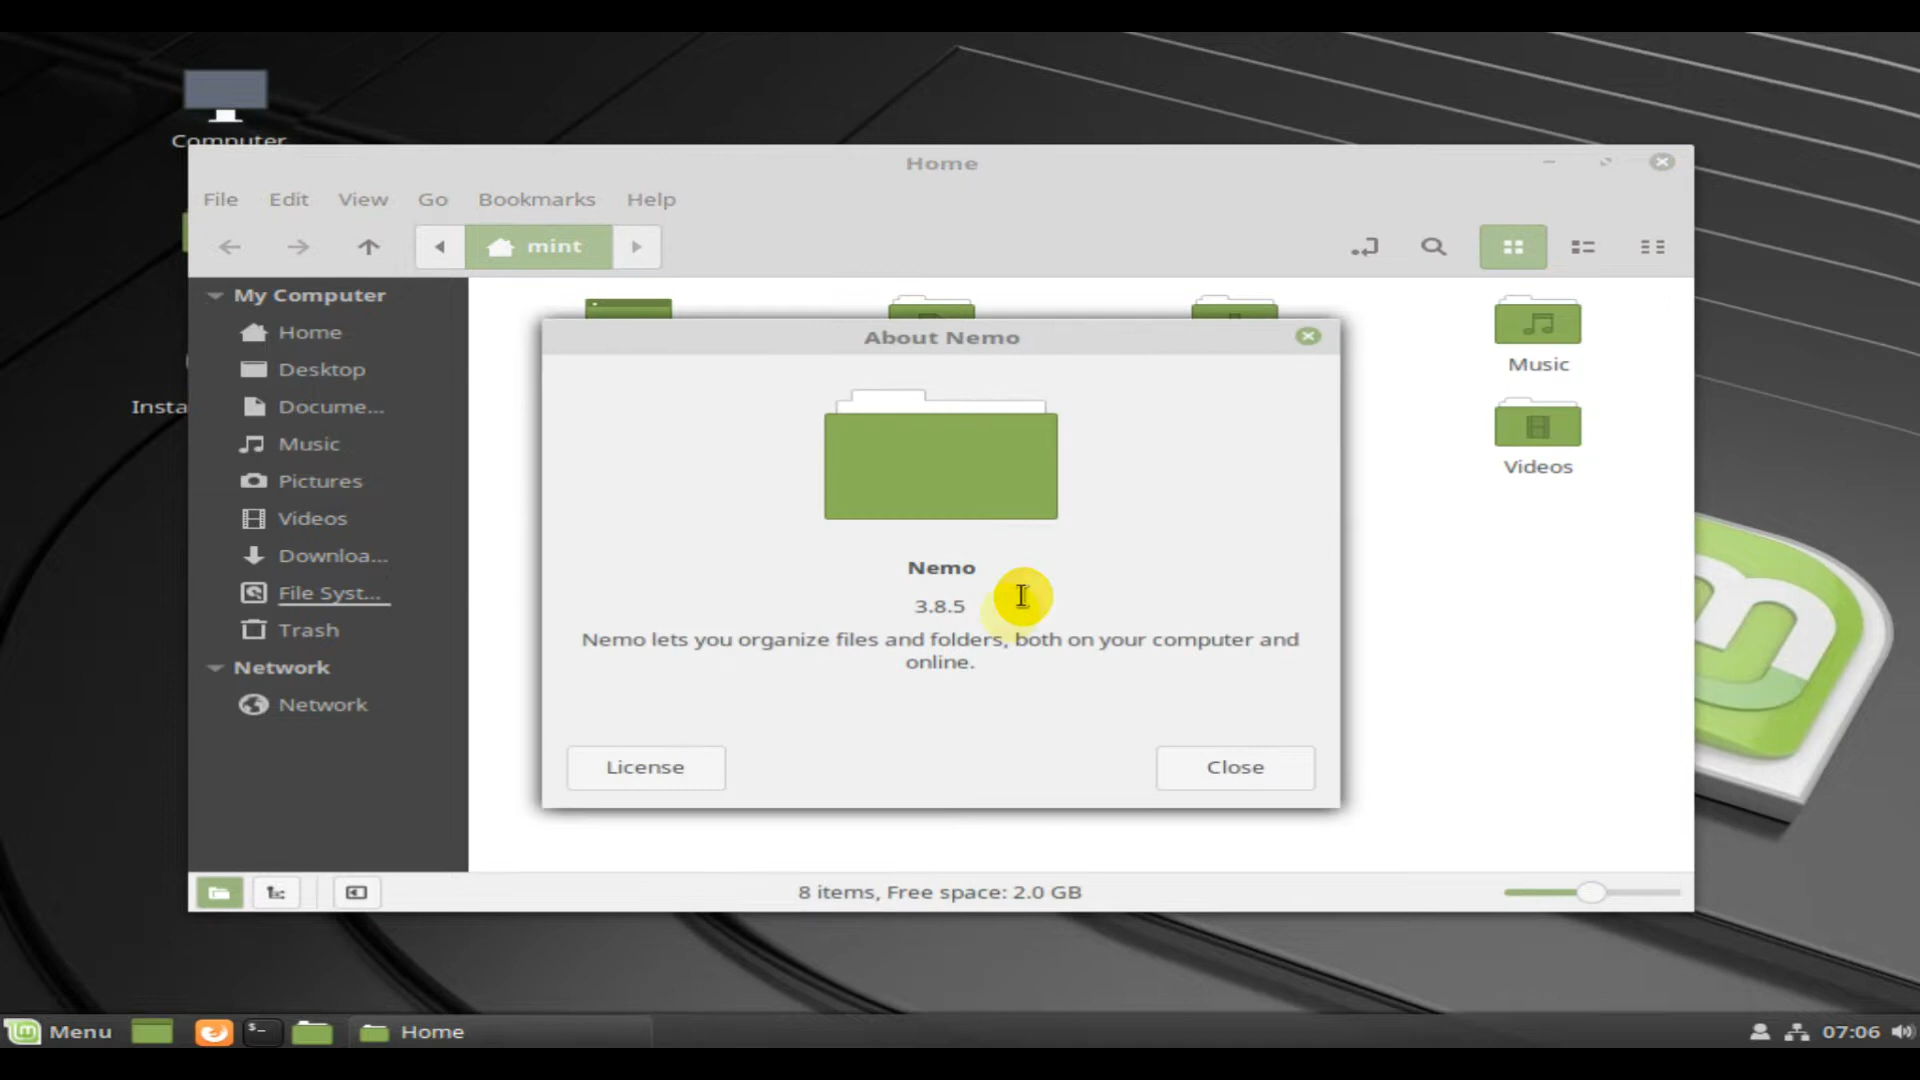 Computer
Home
File Edit View Go Bookmarks Help
mint
My Computer
Home
Desktop
Docume...
Music
Pictures
Videos
Downloa...
File Syst...
Trash
Network
Network
Insta
Music
Videos
About Nemo
Nemo
3.8.5
Nemo lets you organize files and folders, both on your computer and
online.
License
Close
8 items, Free space: 2.0 GB
Menu
$-
Home
07:06